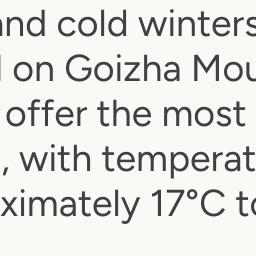 and cold winters
on Goizha Mou
offer the most
, with temperat
ximately 17°C to